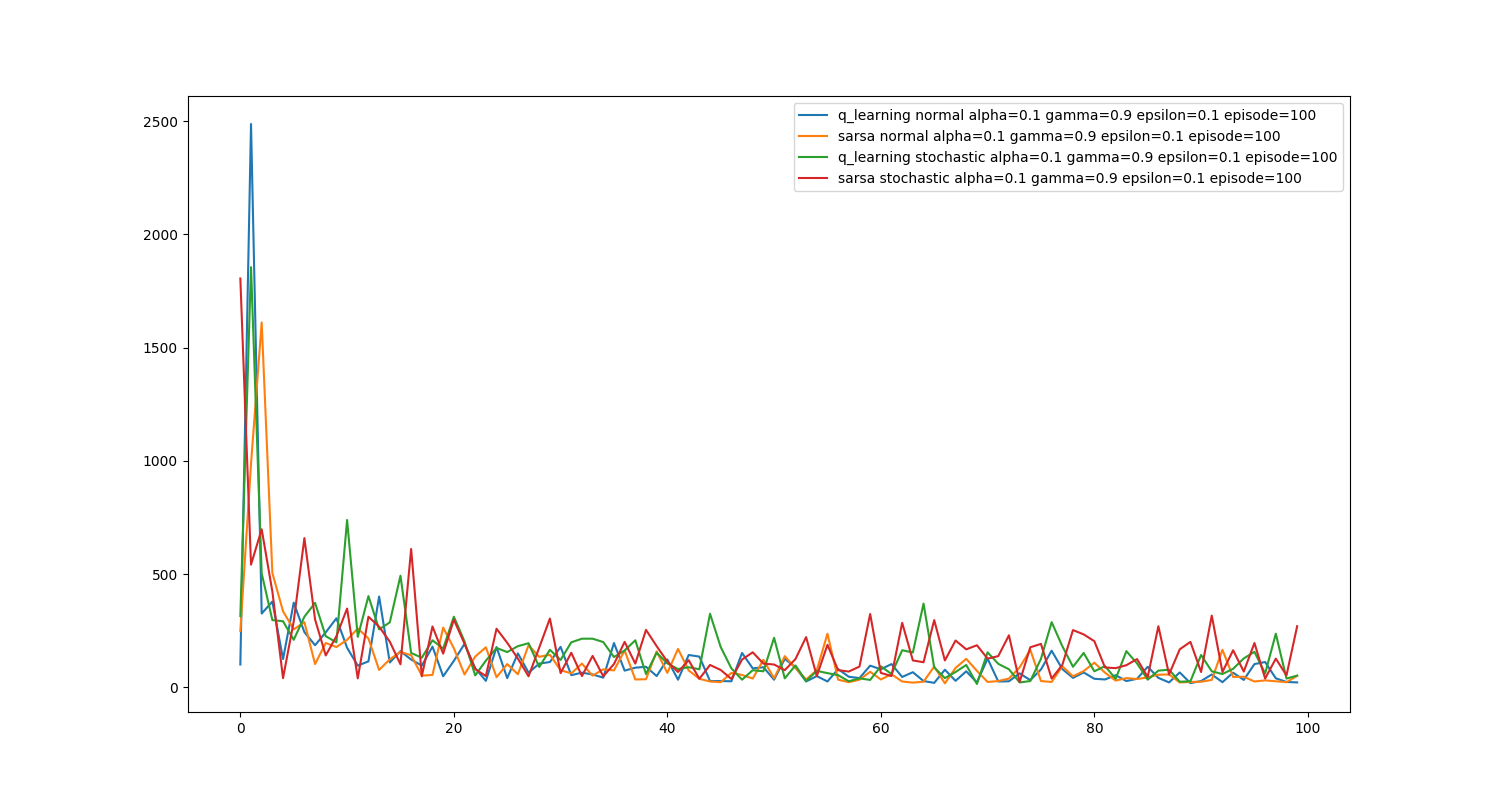 q_learning normal alpha=0.1 gamma=0.9 epsilon=0.1 episode=100
sarsa normal alpha=0.1 gamma=0.9 epsilon=0.1 episode=100
q_learning stochastic alpha=0.1 gamma=0.9 epsilon=0.1 episode=100
sarsa stochastic alpha=0.1 gamma=0.9 epsilon=0.1 episode=100
2500
2000
1500
1000
500
0
0 20 40 60 80 100